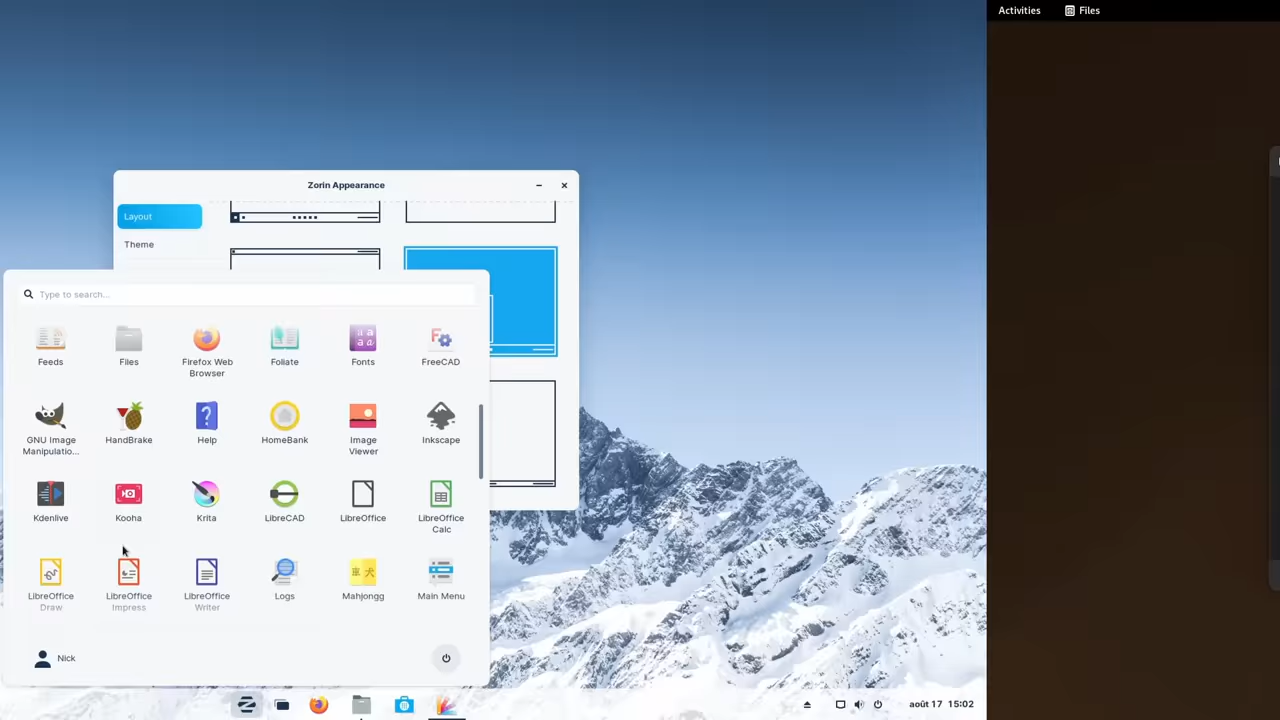 Activities
Files
Zorin Appearance
Layout
Theme
Type to search...
Feeds
Files
Firefox Web
Browser
Foliate
Fonts
FreeCAD
GNU Image
Manipulatio...
HandBrake
Help
HomeBank
Image
Viewer
Inkscape
Kdenlive
Kooha
Krita
LibreCAD
LibreOffice
LibreOffice
Calc
LibreOffice
Draw
LibreOffice
Impress
LibreOffice
Writer
Logs
Mahjongg
Main Menu
Nick
août 17 15:02